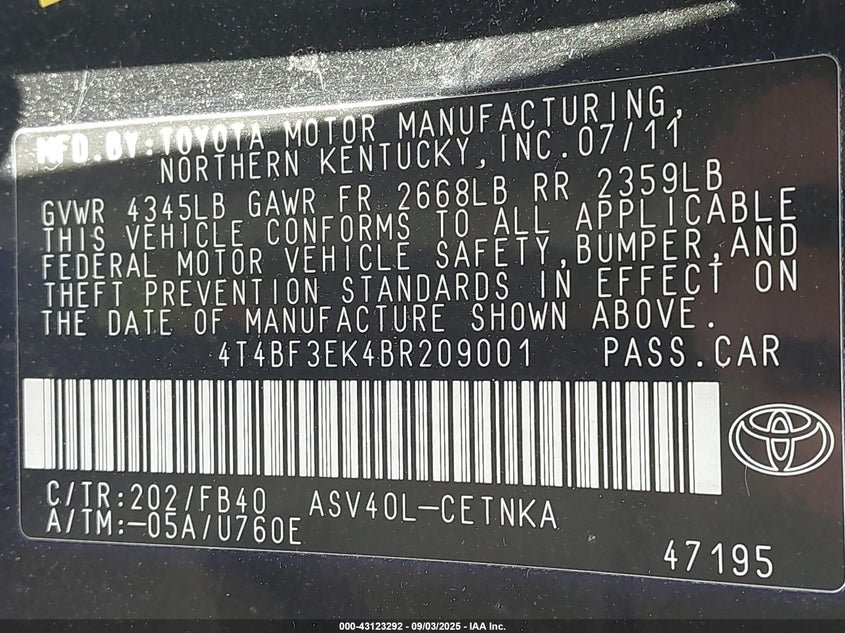 MFD.BY:TOYOTA MOTOR MANUFACTURING,
NORTHERN KENTUCKY,INC.07/11
GVWR 4345LB GAWR FR 2668LB RR 2359LB
THIS VEHICLE CONFORMS TO ALL APPLICABLE
FEDERAL MOTOR VEHICLE SAFETY,BUMPER,AND
THEFT PREVENTION STANDARDS IN EFFECT ON
THE DATE OF MANUFACTURE SHOWN ABOVE.
4T4BF3EK4BR209001 PASS.CAR
C/TR:202/FB40 ASV40L-CETNKA
A/TM:-05A/U760E
47195
000-43123292 - 09/03/2025 - IAA Inc.